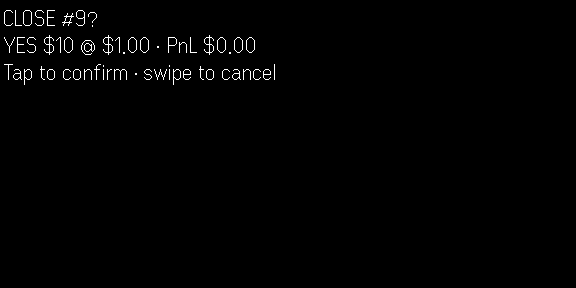 CLOSE #9?
YES $10 @ $1.00 · PnL $0.00
Tap to confirm · swipe to cancel